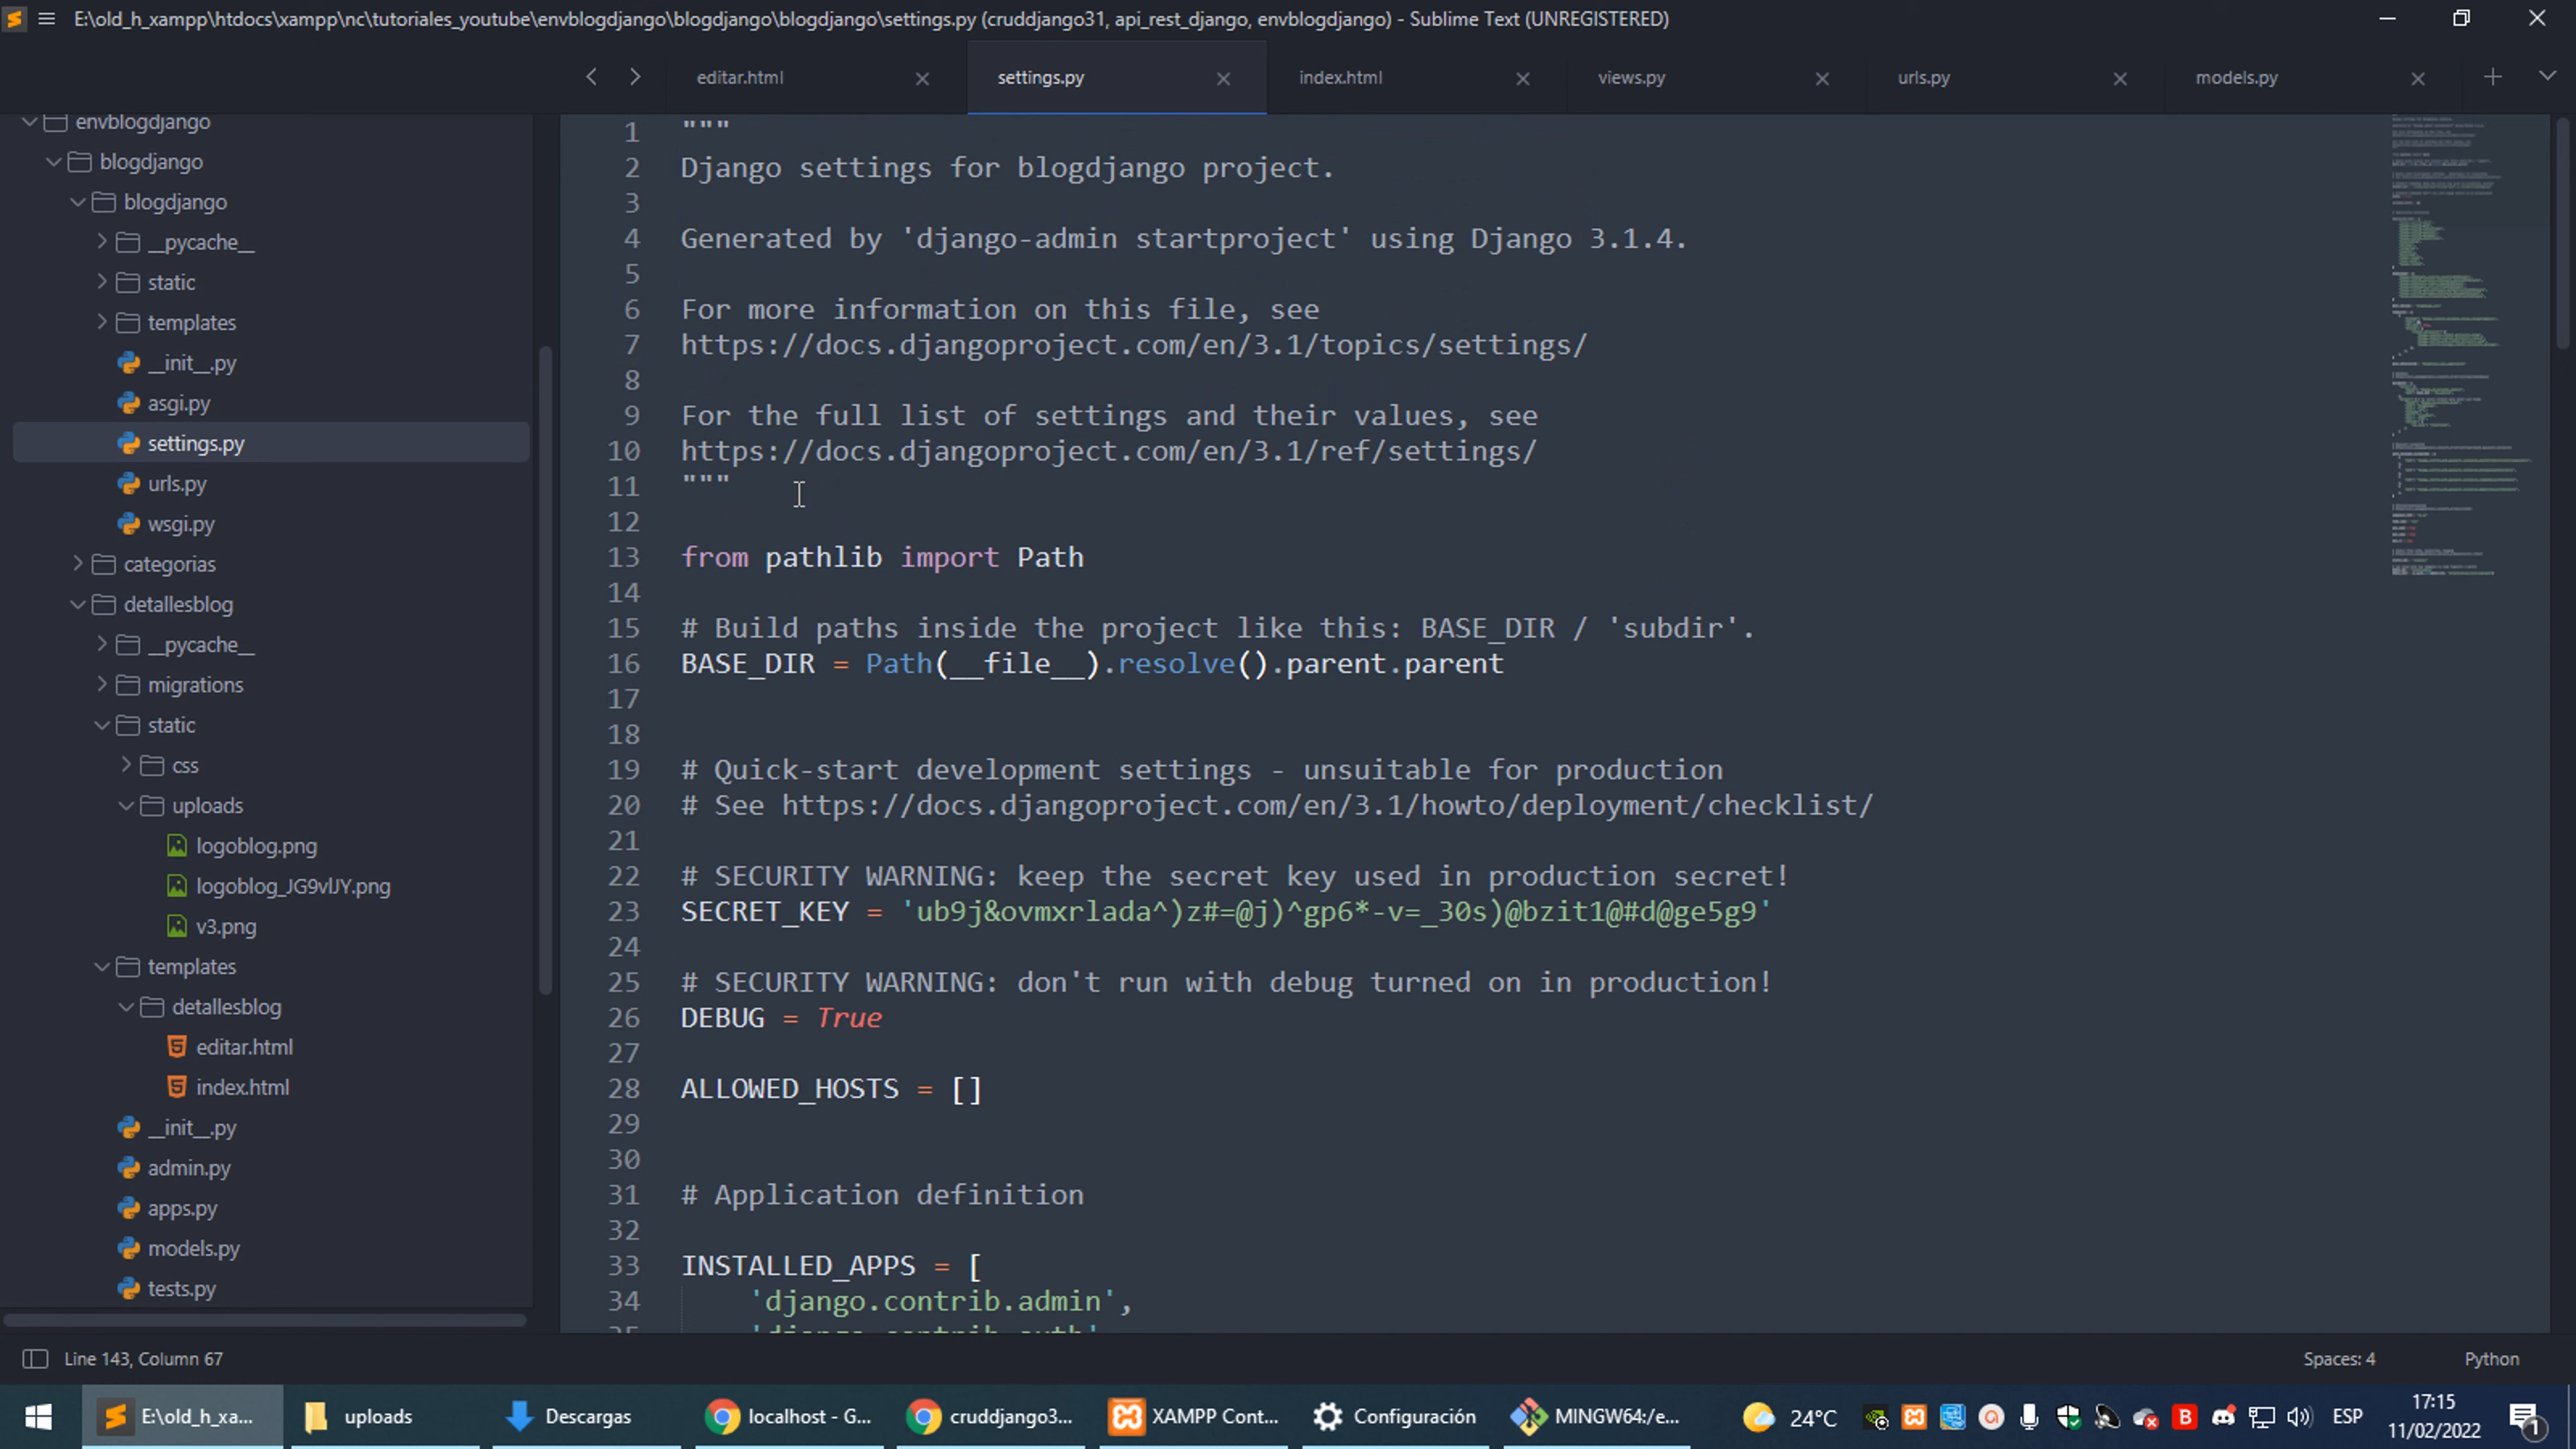 E:\old_h_xampp\htdocs\xampp\nc\tutoriales_youtube\envblogdjango\blogdjango\blogdjango\settings.py (cruddjango31, api_rest_django, envblogdjango) - Sublime Text (UNREGISTERED)
editar.html
settings.py
index.html
views.py
urls.py
models.py
envblogdjango
blogdjango
blogdjango
__pycache__
static
templates
__init__.py
asgi.py
settings.py
urls.py
wsgi.py
categorias
detallesblog
__pycache__
migrations
static
css
uploads
logoblog.png
logoblog_JG9vlJY.png
v3.png
templates
detallesblog
editar.html
index.html
__init__.py
admin.py
apps.py
models.py
tests.py
1 """
2 Django settings for blogdjango project.
3
4 Generated by 'django-admin startproject' using Django 3.1.4.
5
6 For more information on this file, see
7 https://docs.djangoproject.com/en/3.1/topics/settings/
8
9 For the full list of settings and their values, see
10 https://docs.djangoproject.com/en/3.1/ref/settings/
11 """
12
13 from pathlib import Path
14
15 # Build paths inside the project like this: BASE_DIR / 'subdir'.
16 BASE_DIR = Path(__file__).resolve().parent.parent
17
18
19 # Quick-start development settings - unsuitable for production
20 # See https://docs.djangoproject.com/en/3.1/howto/deployment/checklist/
21
22 # SECURITY WARNING: keep the secret key used in production secret!
23 SECRET_KEY = 'ub9j&ovmxrlada^)z#=@j)^gp6*-v=_30s)@bzit1@#d@ge5g9'
24
25 # SECURITY WARNING: don't run with debug turned on in production!
26 DEBUG = True
27
28 ALLOWED_HOSTS = []
29
30
31 # Application definition
32
33 INSTALLED_APPS = [
34 'django.contrib.admin',
35 'django.contrib.auth'
Line 143, Column 67
Spaces: 4
Python
E:\old_h_xa...
uploads
Descargas
localhost - G...
cruddjango3...
XAMPP Cont...
Configuración
MINGW64:/e...
24°C
ESP
17:15
11/02/2022
1